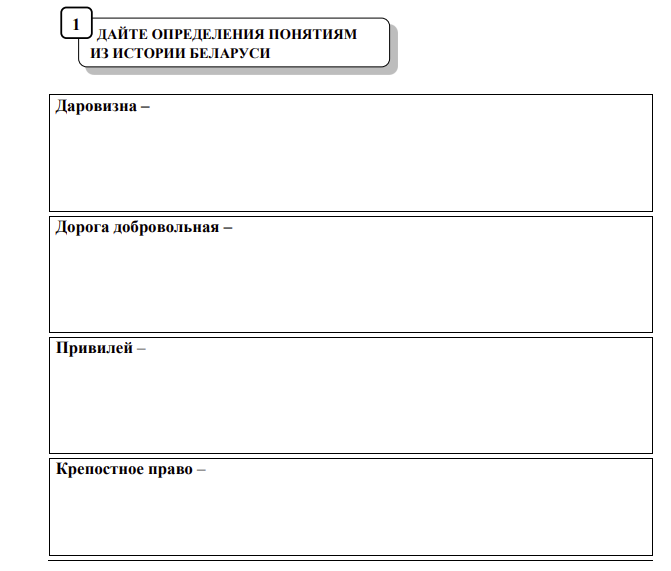 1
ДАЙТЕ ОПРЕДЕЛЕНИЯ ПОНЯТИЯМ
ИЗ ИСТОРИИ БЕЛАРУСИ
Даровизна –
Дорога добровольная –
Привилей –
Крепостное право –